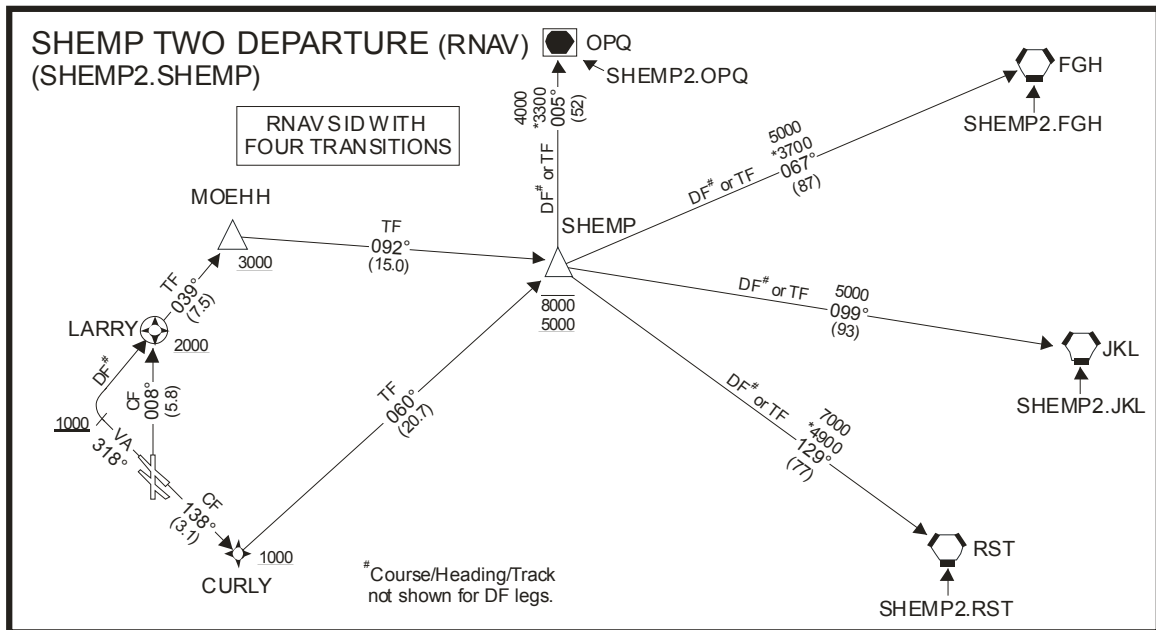 SHEMP TWO DEPARTURE (RNAV)
(SHEMP2.SHEMP)
OPQ
SHEMP2.OPQ
FGH
SHEMP2.FGH
RNAV SID WITH
FOUR TRANSITIONS
4000
*3300
005°
(52)
DF# or TF
5000
*3700
067°
(87)
DF# or TF
MOEHH
3000
TF
092°
(15.0)
SHEMP
8000
5000
DF# or TF
5000
099°
(93)
JKL
SHEMP2.JKL
TF
039°
(7.5)
LARRY
2000
DF#
CF
008°
(5.8)
1000
VA
318°
TF
060°
(20.7)
DF# or TF
7000
*4900
129°
(77)
CF
138°
(3.1)
1000
CURLY
#Course/Heading/Track
not shown for DF legs.
RST
SHEMP2.RST